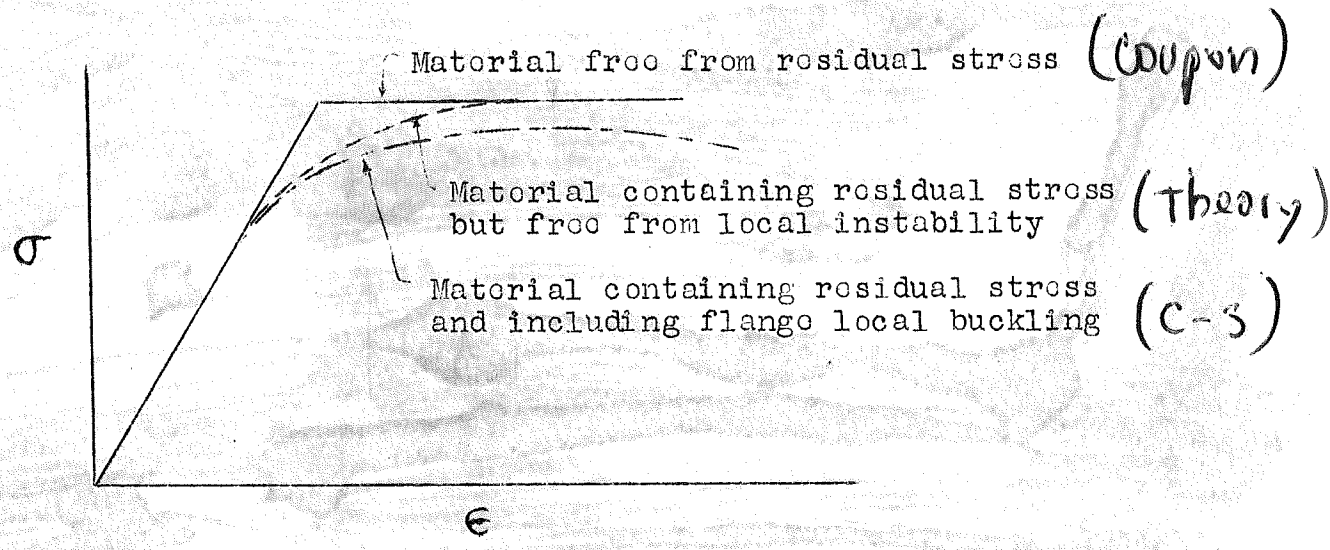 Material free from residual stress (Coupon)
Material containing residual stress
but free from local instability (Theory)
Material containing residual stress
and including flange local buckling (C-S)
σ
ϵ